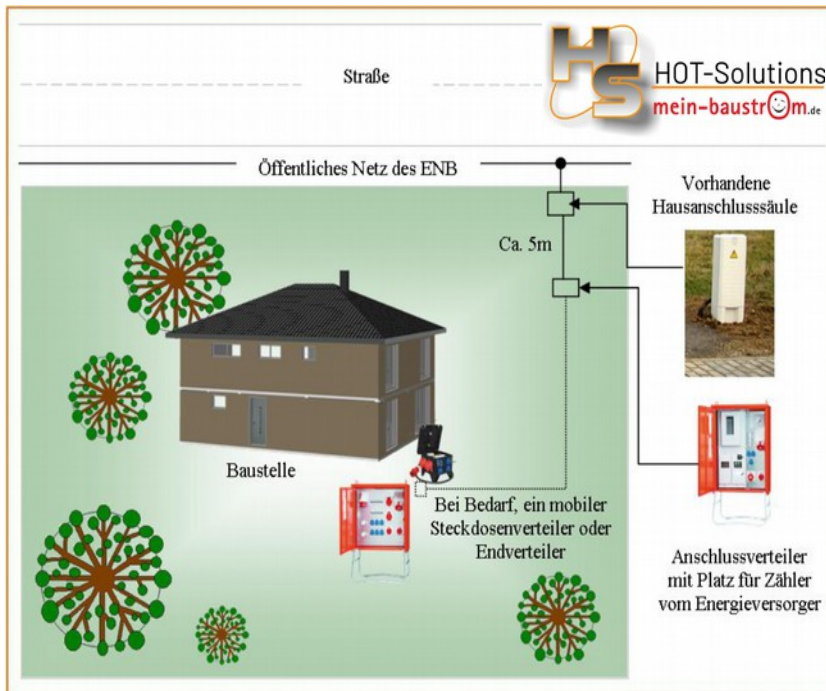 Straße
HS
HOT-Solutions
mein-baustrOm.de
Öffentliches Netz des ENB
Vorhandene
Hausanschlusssäule
Ca. 5m
Baustelle
Bei Bedarf, ein mobiler
Steckdosenverteiler oder
Endverteiler
Anschlussverteiler
mit Platz für Zähler
vom Energieversorger